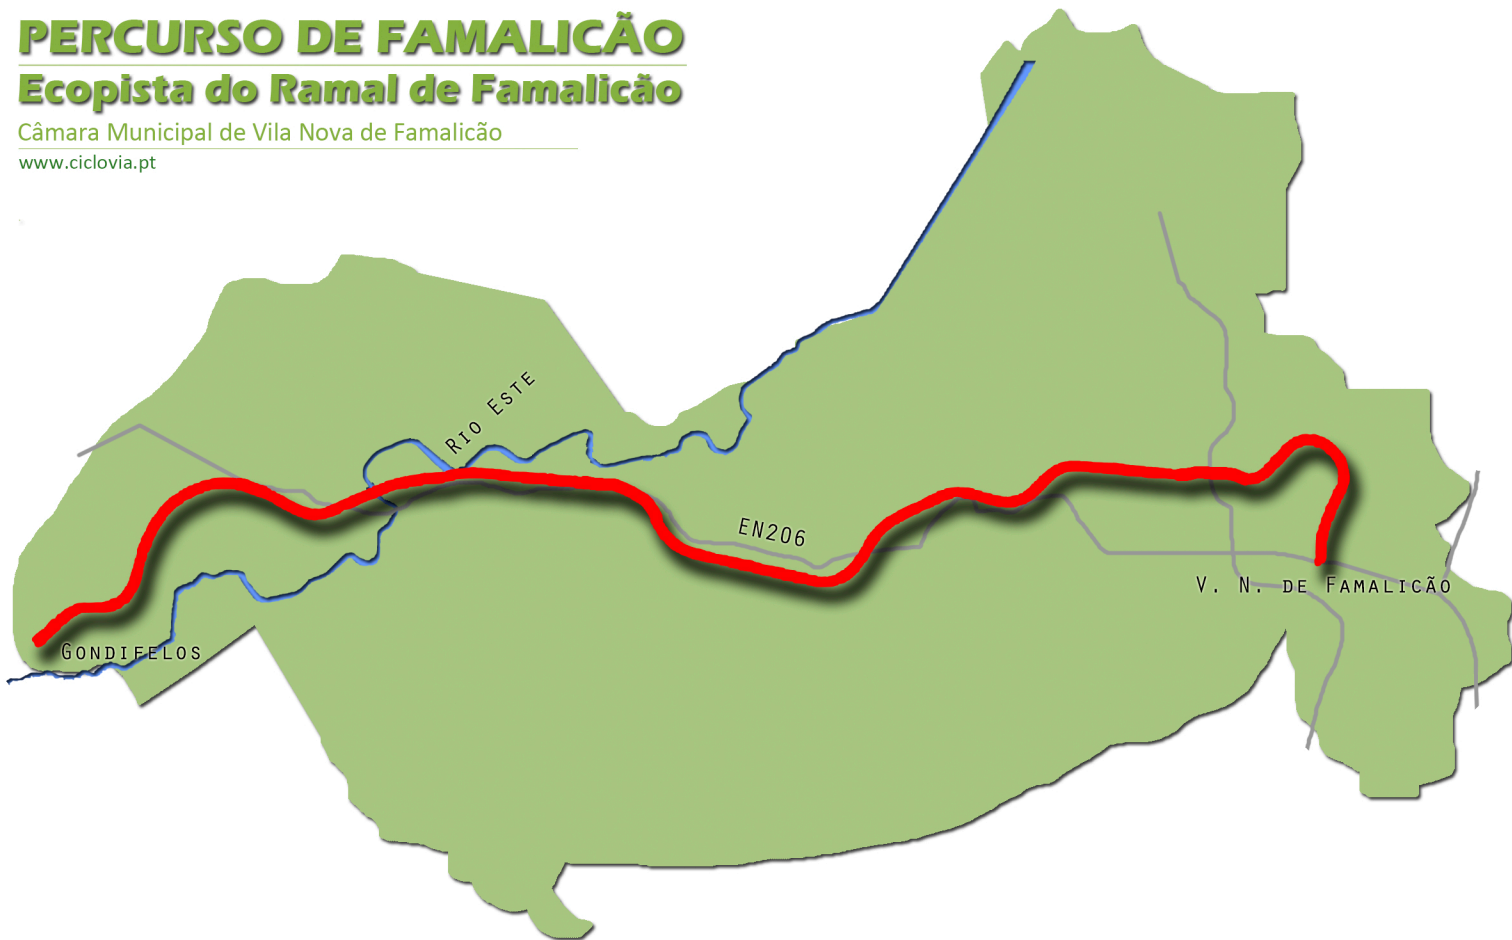 PERCURSO DE FAMALICÃO
Ecopista do Ramal de Famalicão
Câmara Municipal de Vila Nova de Famalicão
www.ciclovia.pt
Rio Este
EN206
V. N. de Famalicão
Gondifelos